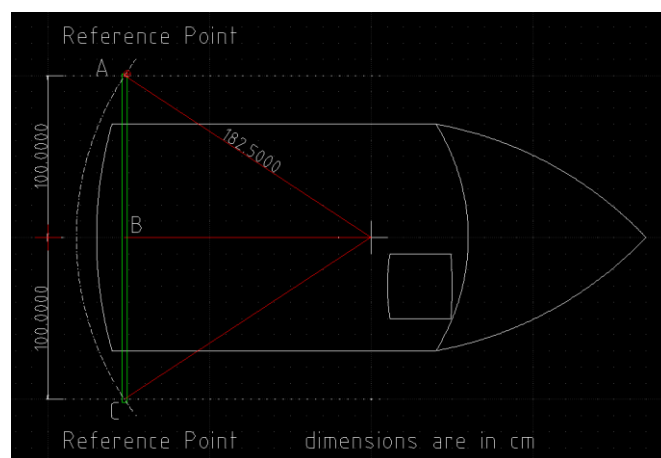 Reference Point
A
182.5000
100.0000
B
100.0000
C
Reference Point dimensions are in cm